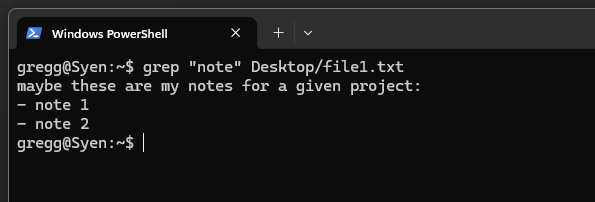 Windows PowerShell
gregg@Syen:~$ grep "note" Desktop/file1.txt
maybe these are my notes for a given project:
- note 1
- note 2
gregg@Syen:~$